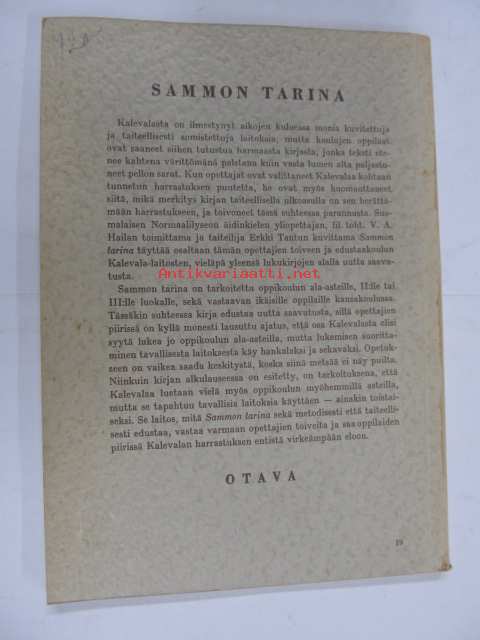 SAMMON TARINA
Kalevalasta on ilmestynyt aikojen kuluessa monia kuvitettuja
ja taiteellisesti somistettuja laitoksia, mutta koulujen oppilaat
ovat saaneet siihen tutustua harmaasta kirjasta, jonka teksti ete-
nee kahtena värittömänä palstana kuin vasta lumen alta paljastu-
neet pellon sarat. Kun opettajat ovat valittaneet Kalevalaa kohtaan
tunnetun harrastuksen puutetta, he ovat myös huomauttaneet
siitä, mikä merkitys kirjan taiteellisella ulkoasulla on sen herättä-
mään harrastukseen, ja toivoneet tässä suhteessa parannusta. Suo-
malaisen Normaalilyseon äidinkielen yliopettajan, fil. toht. V. A.
Hailan toimittama ja taiteilija Erkki Tantun kuvittama Sammon
tarina täyttää osaltaan tämän opettajien toiveen ja edustaakoulun
Kalevala-laitosten, vieläpä yleensä lukukirjojen alalla uutta saavu-
tusta.
Antikvariaatti.net
Sammon tarina on tarkoitettu oppikoulun ala-asteille, II:lle tai
III:lle luokalle, sekä vastaavan ikäisille oppilaille kansakoulussa.
Tässäkin suhteessa kirja edustaa uutta saavutusta, sillä opettajien
piirissä on kyllä monesti lausuttu ajatus, että osa Kalevalasta olisi
syytä lukea jo oppikoulun ala-asteilla, mutta lukemisen suoritta-
minen tavallisesta laitoksesta käy hankalaksi ja sekavaksi. Opetuk-
seen on vaikea saada keskitystä, koska siinä metsää ei näy puilta.
Niinkuin kirjan alkulauseessa on esitetty, on tarkoituksena, että
Kalevalaa luetaan vielä myös oppikoulun myöhemmillä asteilla,
mutta se tapahtuu tavallisia laitoksia käyttäen — ainakin toistai-
seksi. Se laitos, mitä Sammon tarina sekä metodisesti että taiteelli-
sesti edustaa, vastaa varmaan opettajien toiveita ja saa oppilaiden
piirissä Kalevalan harrastuksen entistä virkeämpään eloon.
OTAVA
19